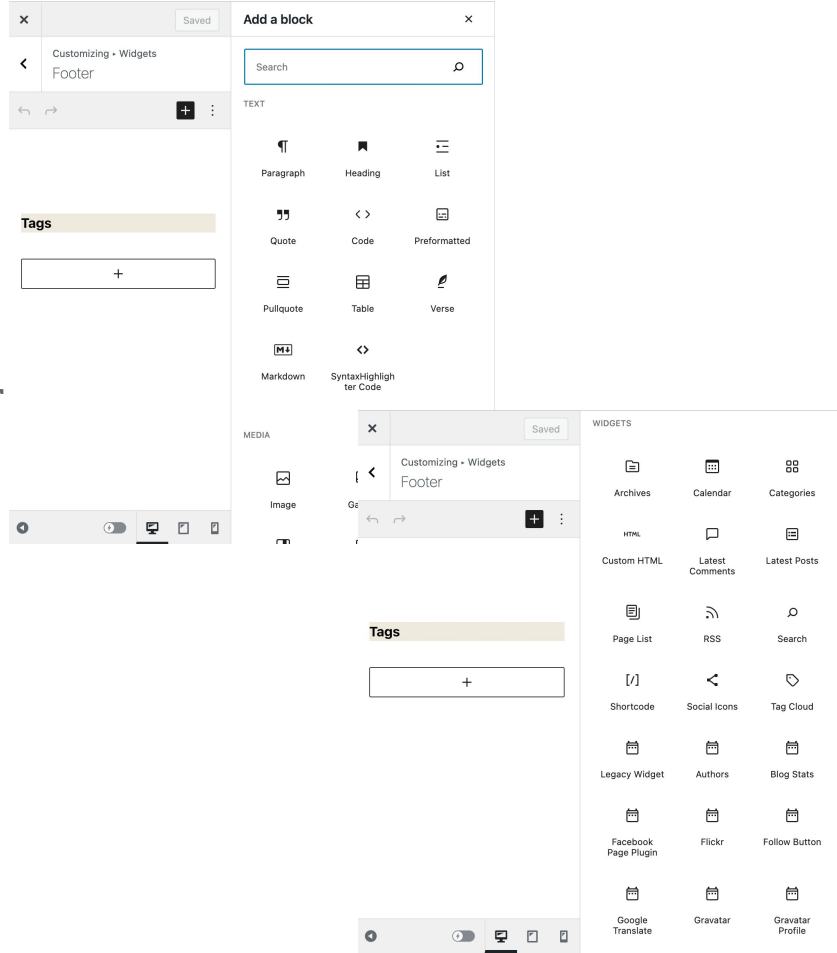 Saved
Add a block
Customizing ▸ Widgets
Footer
Search
TEXT
Paragraph
Heading
List
Tags
Quote
Code
Preformatted
Pullquote
Table
Verse
M
Markdown
SyntaxHighligh
ter Code
MEDIA
Image
Ga
Saved
Customizing ▸ Widgets
Footer
Tags
WIDGETS
Archives
Calendar
Categories
HTML
Custom HTML
Latest
Comments
Latest Posts
Page List
RSS
Search
[/]
Shortcode
Social Icons
Tag Cloud
Legacy Widget
Authors
Blog Stats
Facebook
Page Plugin
Flickr
Follow Button
Google
Translate
Gravatar
Gravatar
Profile